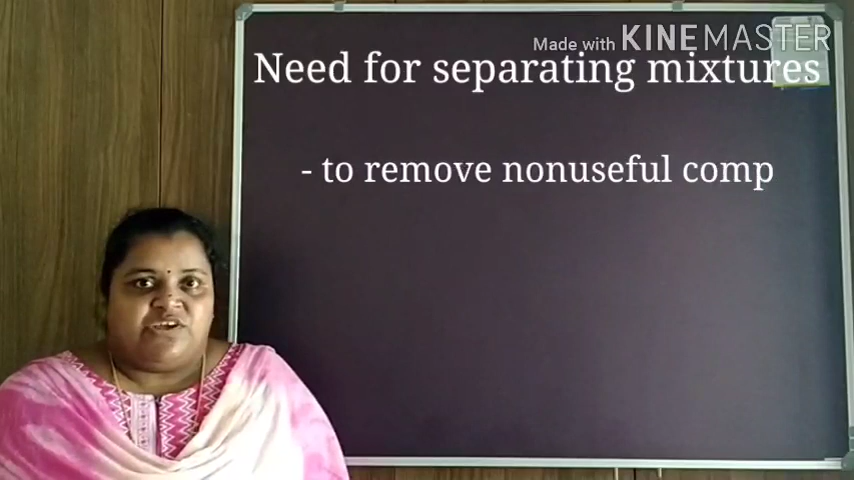 Made with KINEMASTER
Need for separating mixtures
- to remove nonuseful comp